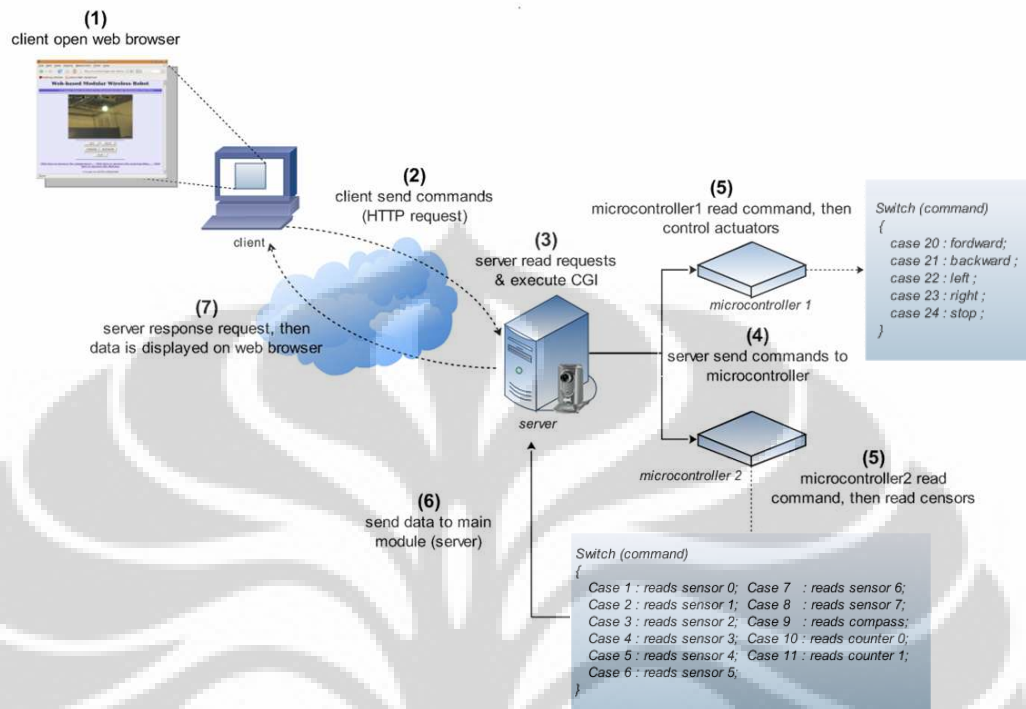 (1)
client open web browser
Web-based Modular Wireless Robot
client
(2)
client send commands
(HTTP request)
(3)
server read requests
& execute CGI
server
(7)
server response request, then
data is displayed on web browser
(5)
microcontroller1 read command, then
control actuators
microcontroller 1
Switch (command)
{
case 20 : fordward;
case 21 : backward ;
case 22 : left ;
case 23 : right ;
case 24 : stop ;
}
(4)
server send commands to
microcontroller
microcontroller 2
(5)
microcontroller2 read
command, then read censors
(6)
send data to main
module (server)
Switch (command)
{
Case 1 : reads sensor 0; Case 7 : reads sensor 6;
Case 2 : reads sensor 1; Case 8 : reads sensor 7;
Case 3 : reads sensor 2; Case 9 : reads compass;
Case 4 : reads sensor 3; Case 10 : reads counter 0;
Case 5 : reads sensor 4; Case 11 : reads counter 1;
Case 6 : reads sensor 5;
}